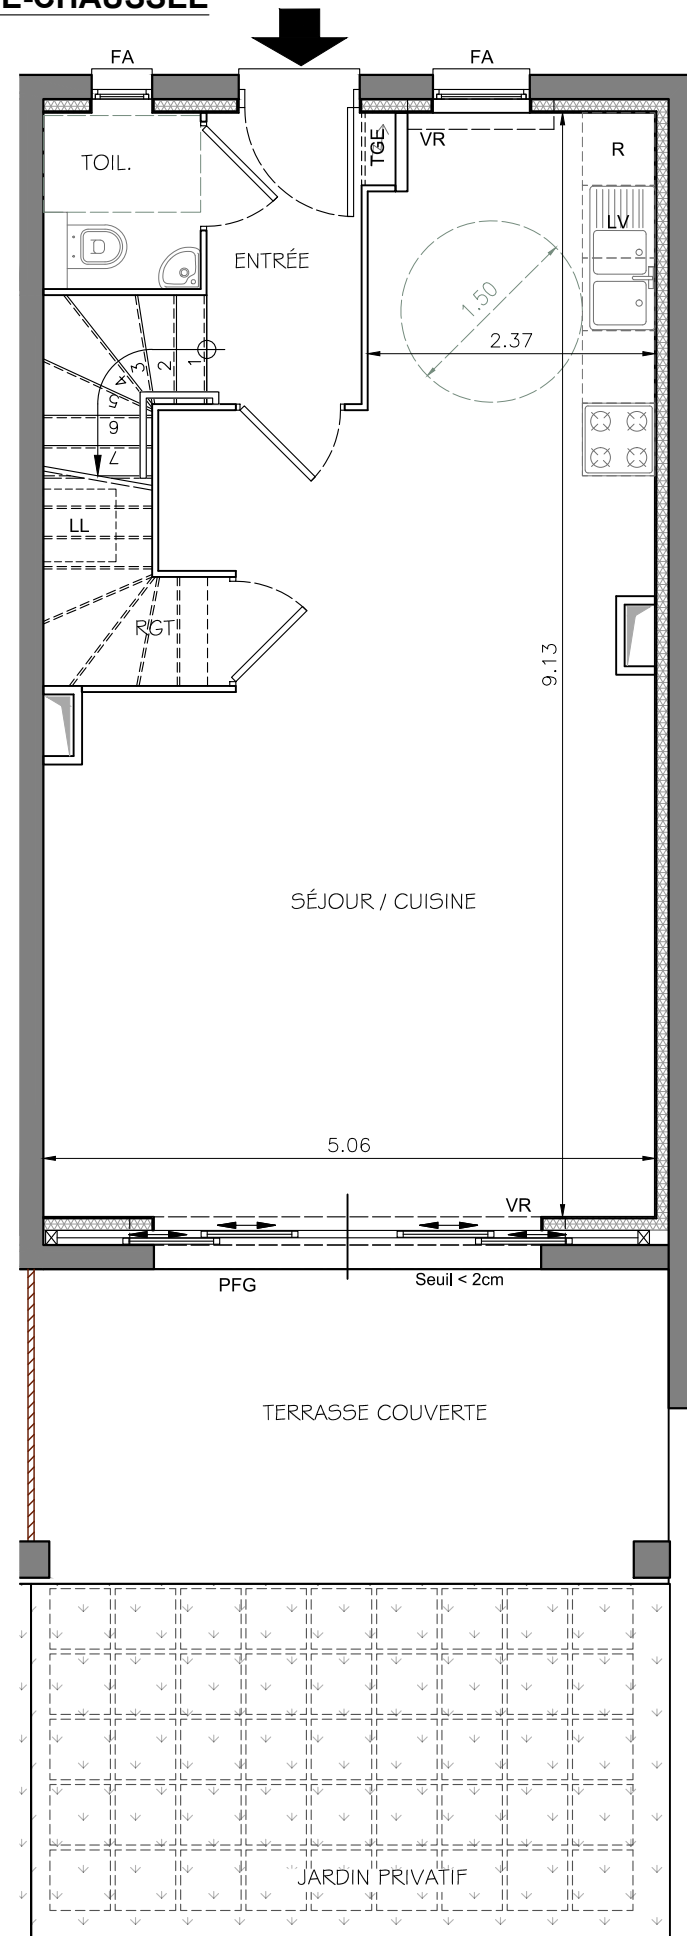 E-CHAUSSÉE
FA
FA
TOIL.
TGE
VR
R
LV
ENTRÉE
1.50
2.37
1
2
3
4
5
6
7
LL
RGT
9.13
SÉJOUR / CUISINE
5.06
VR
PFG
Seuil < 2cm
TERRASSE COUVERTE
JARDIN PRIVATIF